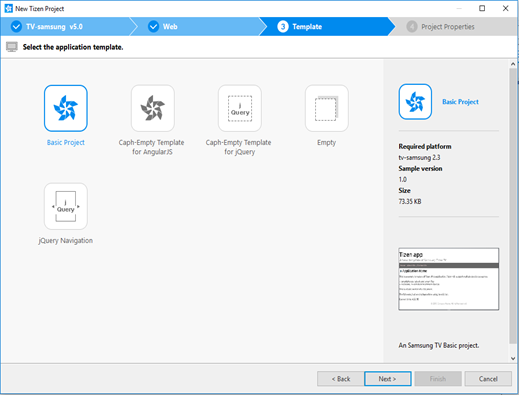 New Tizen Project
TV-samsung v5.0
Web
3 Template
4 Project Properties
Select the application template.
Basic Project
Caph-Empty Template
for AngularJS
j
Query
Caph-Empty Template
for jQuery
Empty
j
Query
jQuery Navigation
Basic Project
Required platform
tv-samsung 2.3
Sample version
1.0
Size
73.35 KB
Tizen app
An Samsung TV Basic project.
< Back
Next >
Finish
Cancel